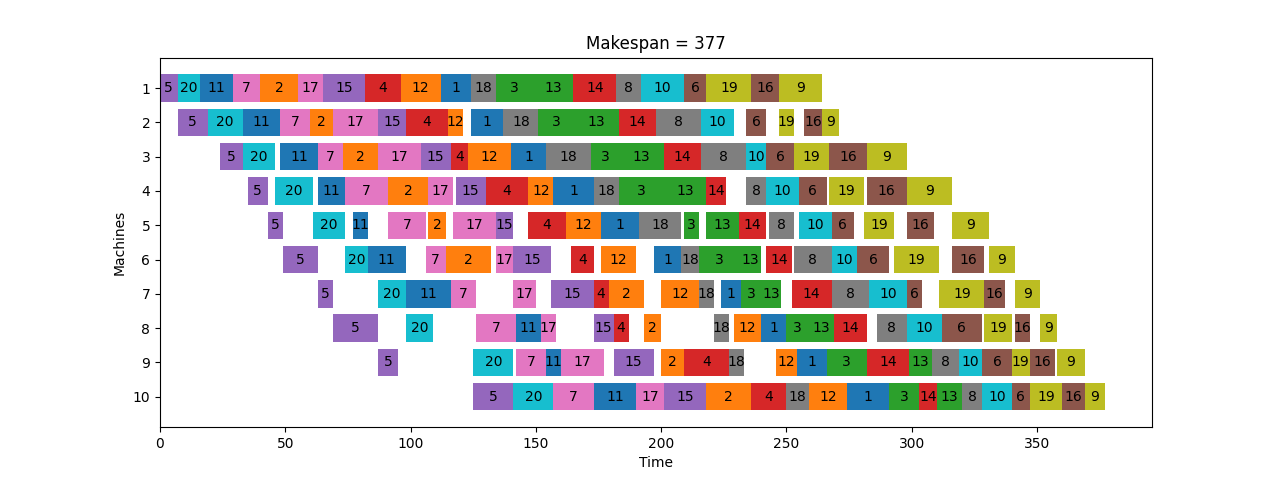 Makespan = 377
1 5 20 11 7 2 17 15 4 12 1 18 3 13 14 8 10 6 19 16 9
2 5 20 11 7 2 17 15 4 12 1 18 3 13 14 8 10 6 19 16 9
3 5 20 11 7 2 17 15 4 12 1 18 3 13 14 8 10 6 19 16 9
4 5 20 11 7 2 17 15 4 12 1 18 3 13 14 8 10 6 19 16 9
5 5 20 11 7 2 17 15 4 12 1 18 3 13 14 8 10 6 19 16 9
6 5 20 11 7 2 17 15 4 12 1 18 3 13 14 8 10 6 19 16 9
7 5 20 11 7 17 15 4 2 12 18 1 3 13 14 8 10 6 19 16 9
8 5 20 7 11 17 15 4 2 18 12 1 3 13 14 8 10 6 19 16 9
9 5 20 7 11 17 15 2 4 18 12 1 3 14 13 8 10 6 19 16 9
10 5 20 7 11 17 15 2 4 18 12 1 3 14 13 8 10 6 19 16 9
Machines
0 50 100 150 200 250 300 350
Time